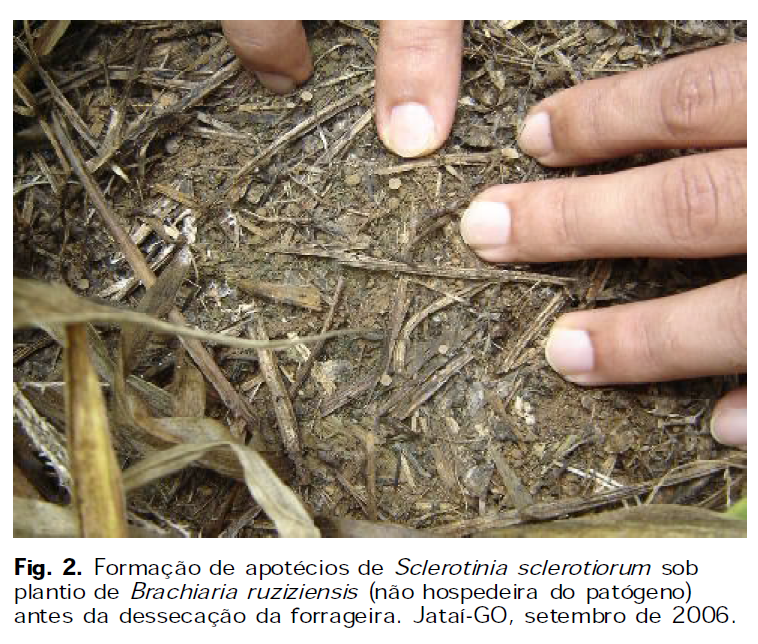 Fig. 2. Formação de apotécios de Sclerotinia sclerotiorum sob
plantio de Brachiaria ruziziensis (não hospedeira do patógeno)
antes da dessecação da forrageira. Jataí-GO, setembro de 2006.